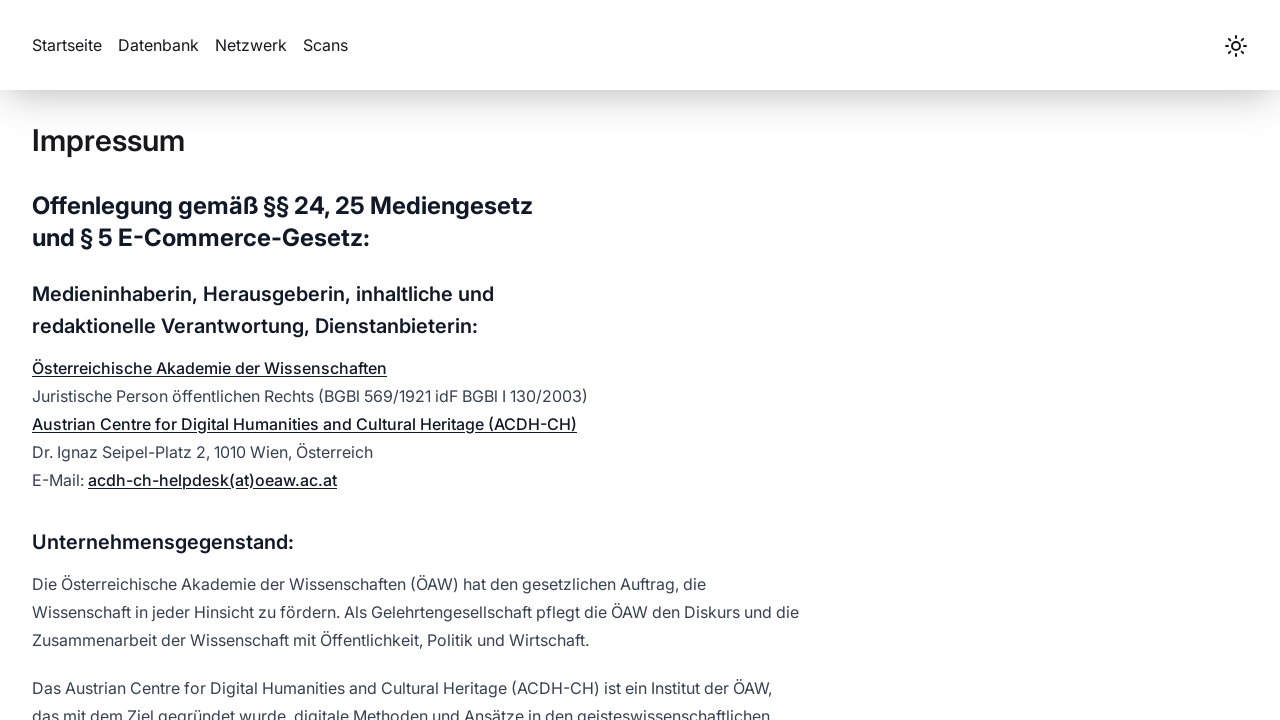 Startseite Datenbank Netzwerk Scans
Impressum
Offenlegung gemäß §§ 24, 25 Mediengesetz
und § 5 E-Commerce-Gesetz:
Medieninhaberin, Herausgeberin, inhaltliche und
redaktionelle Verantwortung, Dienstanbieterin:
Österreichische Akademie der Wissenschaften
Juristische Person öffentlichen Rechts (BGBl 569/1921 idF BGBl I 130/2003)
Austrian Centre for Digital Humanities and Cultural Heritage (ACDH-CH)
Dr. Ignaz Seipel-Platz 2, 1010 Wien, Österreich
E-Mail: acdh-ch-helpdesk(at)oeaw.ac.at
Unternehmensgegenstand:
Die Österreichische Akademie der Wissenschaften (ÖAW) hat den gesetzlichen Auftrag, die
Wissenschaft in jeder Hinsicht zu fördern. Als Gelehrtengesellschaft pflegt die ÖAW den Diskurs und die
Zusammenarbeit der Wissenschaft mit Öffentlichkeit, Politik und Wirtschaft.
Das Austrian Centre for Digital Humanities and Cultural Heritage (ACDH-CH) ist ein Institut der ÖAW,
das mit dem Ziel gegründet wurde, digitale Methoden und Ansätze in den geisteswissenschaftlichen